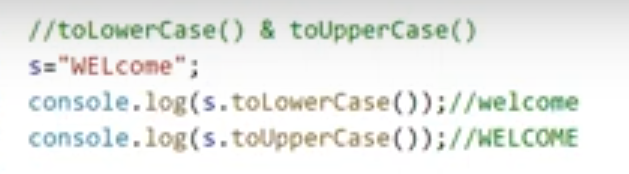 //toLowerCase() & toUpperCase()
s="WELcome";
console.log(s.toLowerCase());//welcome
console.log(s.toUpperCase());//WELCOME